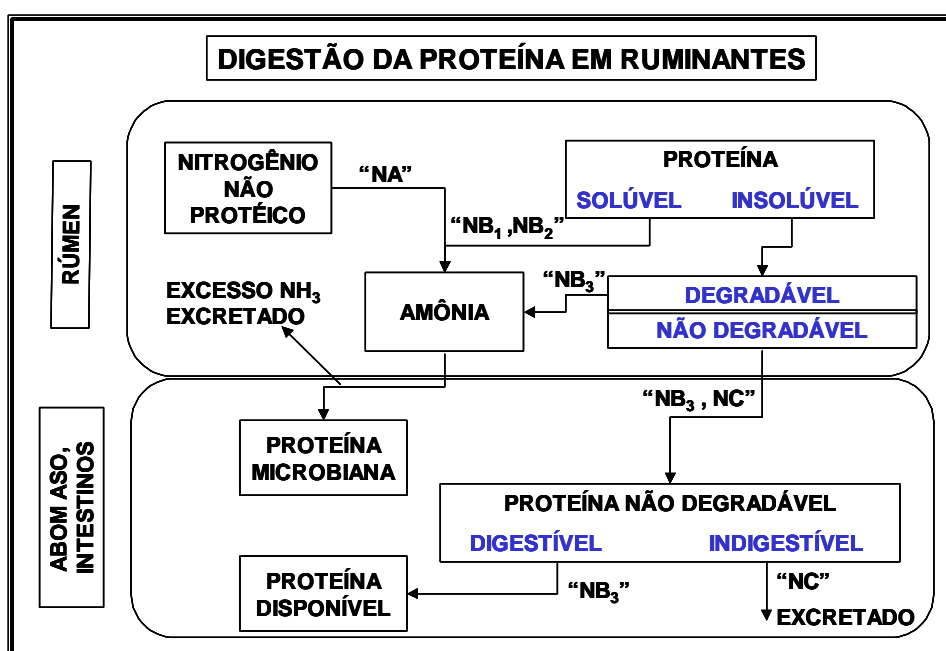 DIGESTÃO DA PROTEÍNA EM RUMINANTES
RÚMEN
NITROGÊNIO
NÃO
PROTÉICO
“NA”
PROTEÍNA
SOLÚVEL INSOLÚVEL
“NB₁ ,NB₂”
“NB₃”
DEGRADÁVEL
NÃO DEGRADÁVEL
AMÔNIA
EXCESSO NH₃
EXCRETADO
ABOM ASO,
INTESTINOS
“NB₃ , NC”
PROTEÍNA
MICROBIANA
PROTEÍNA NÃO DEGRADÁVEL
DIGESTÍVEL INDIGESTÍVEL
“NB₃”
“NC”
PROTEÍNA
DISPONÍVEL
EXCRETADO